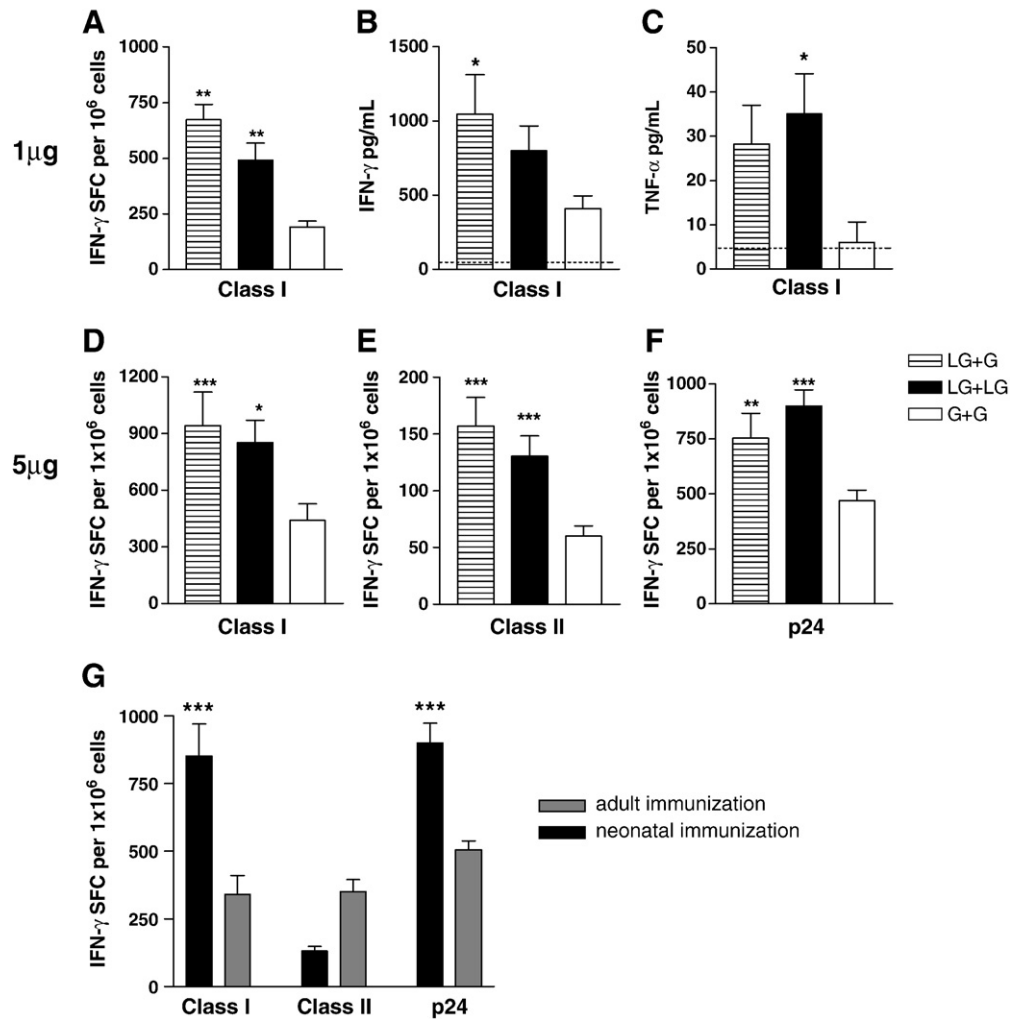 A
IFN-γ SFC per 10⁶ cells
1000
750
500
250
0
**
**
Class I
B
IFN-γ pg/mL
1500
1000
500
0
*
Class I
C
TNF-α pg/mL
50
40
30
20
10
0
*
Class I
1μg
D
IFN-γ SFC per 1x10⁶ cells
1200
900
600
300
0
***
*
Class I
E
IFN-γ SFC per 1x10⁶ cells
200
150
100
50
0
***
***
Class II
F
IFN-γ SFC per 1x10⁶ cells
1000
750
500
250
0
**
***
p24
LG+G
LG+LG
G+G
5μg
G
IFN-γ SFC per 1x10⁶ cells
1000
750
500
250
0
***
***
Class I
Class II
p24
adult immunization
neonatal immunization